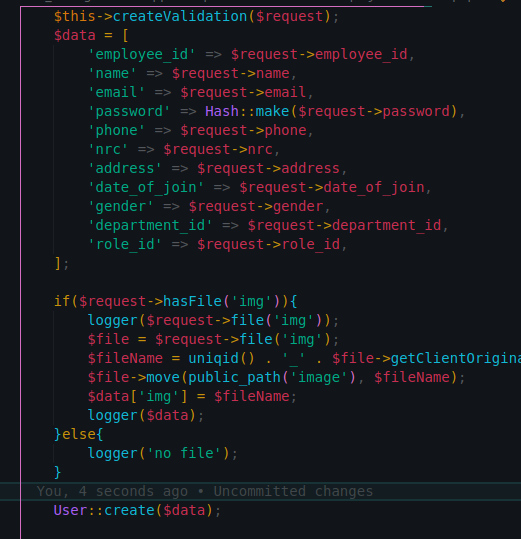 $this->createValidation($request);
$data = [
'employee_id' => $request->employee_id,
'name' => $request->name,
'email' => $request->email,
'password' => Hash::make($request->password),
'phone' => $request->phone,
'nrc' => $request->nrc,
'address' => $request->address,
'date_of_join' => $request->date_of_join,
'gender' => $request->gender,
'department_id' => $request->department_id,
'role_id' => $request->role_id,
];
if($request->hasFile('img')){
logger($request->file('img'));
$file = $request->file('img');
$fileName = uniqid() . '_' . $file->getClientOrigina
$file->move(public_path('image'), $fileName);
$data['img'] = $fileName;
logger($data);
}else{
logger('no file');
}
You, 4 seconds ago • Uncommitted changes
User::create($data);